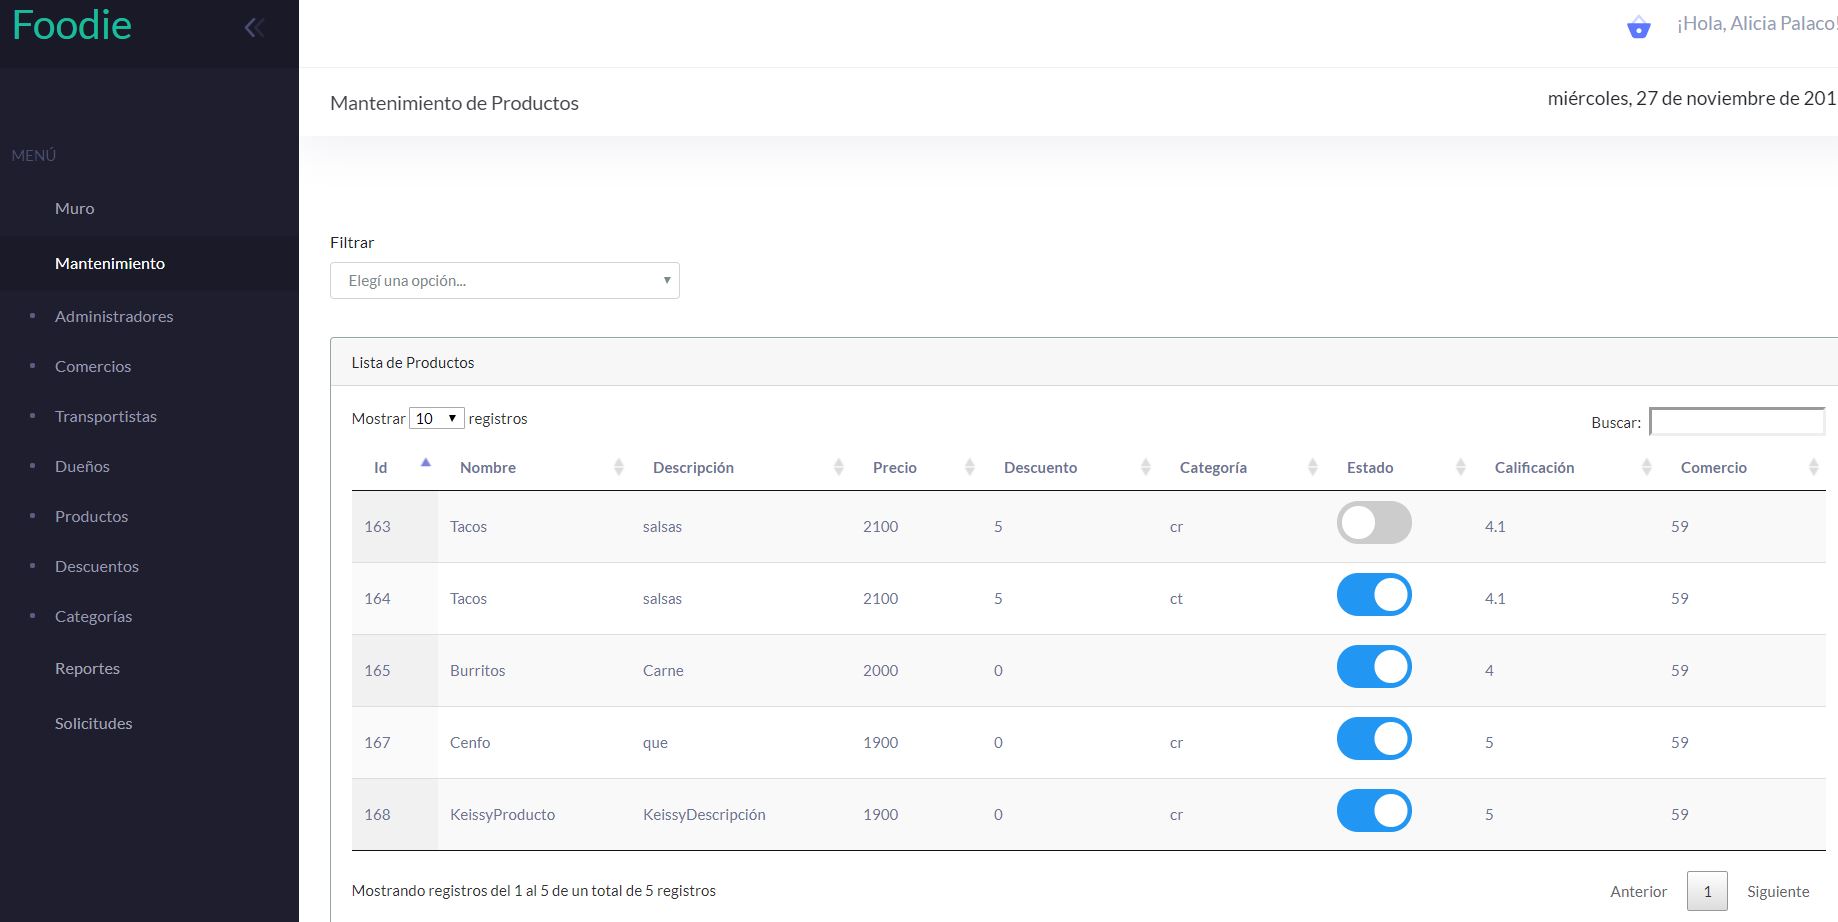 Foodie
¡Hola, Alicia Palaco!
Mantenimiento de Productos
miércoles, 27 de noviembre de 201
MENÚ
Muro
Mantenimiento
Administradores
Comercios
Transportistas
Dueños
Productos
Descuentos
Categorías
Reportes
Solicitudes
Filtrar
Elegí una opción...
Lista de Productos
Mostrar 10 registros
Buscar:
Id Nombre Descripción Precio Descuento Categoría Estado Calificación Comercio
163 Tacos salsas 2100 5 cr 4.1 59
164 Tacos salsas 2100 5 ct 4.1 59
165 Burritos Carne 2000 0 4 59
167 Cenfo que 1900 0 cr 5 59
168 KeissyProducto KeissyDescripción 1900 0 cr 5 59
Mostrando registros del 1 al 5 de un total de 5 registros
Anterior 1 Siguiente